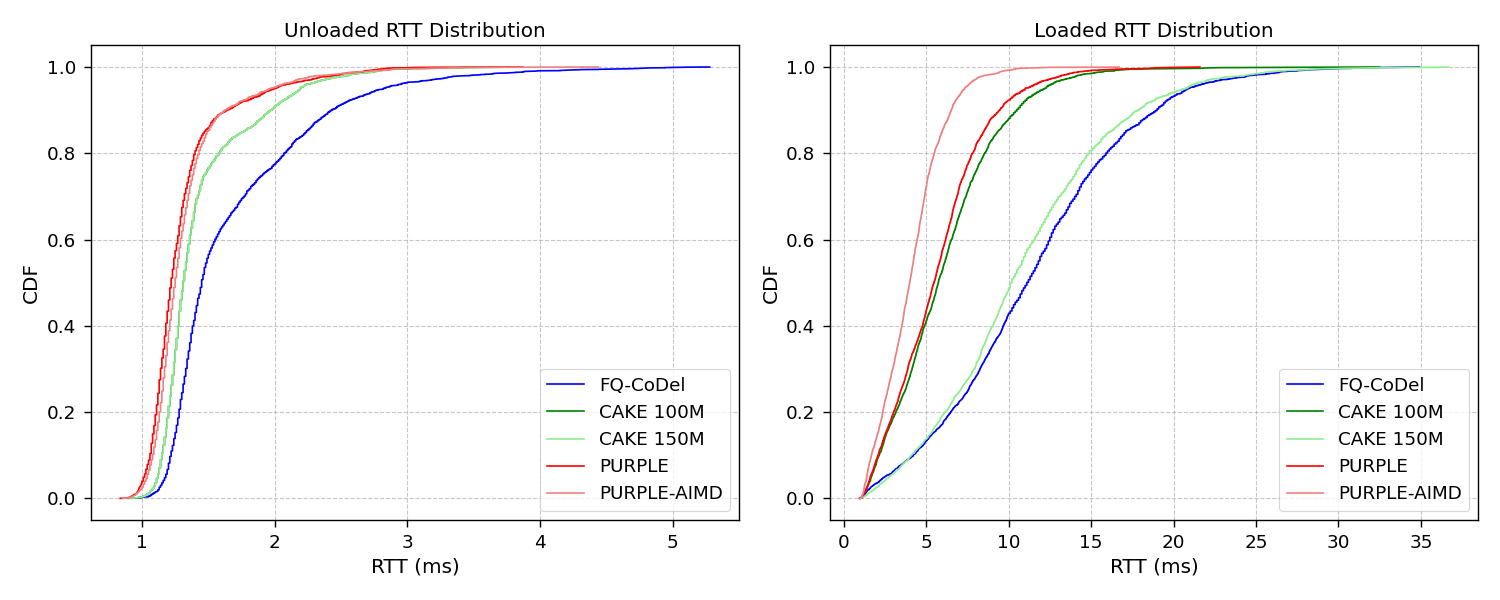 Unloaded RTT Distribution
CDF
1.0
0.8
0.6
0.4
0.2
0.0
1 2 3 4 5
RTT (ms)
FQ-CoDel
CAKE 100M
CAKE 150M
PURPLE
PURPLE-AIMD
Loaded RTT Distribution
CDF
1.0
0.8
0.6
0.4
0.2
0.0
0 5 10 15 20 25 30 35
RTT (ms)
FQ-CoDel
CAKE 100M
CAKE 150M
PURPLE
PURPLE-AIMD